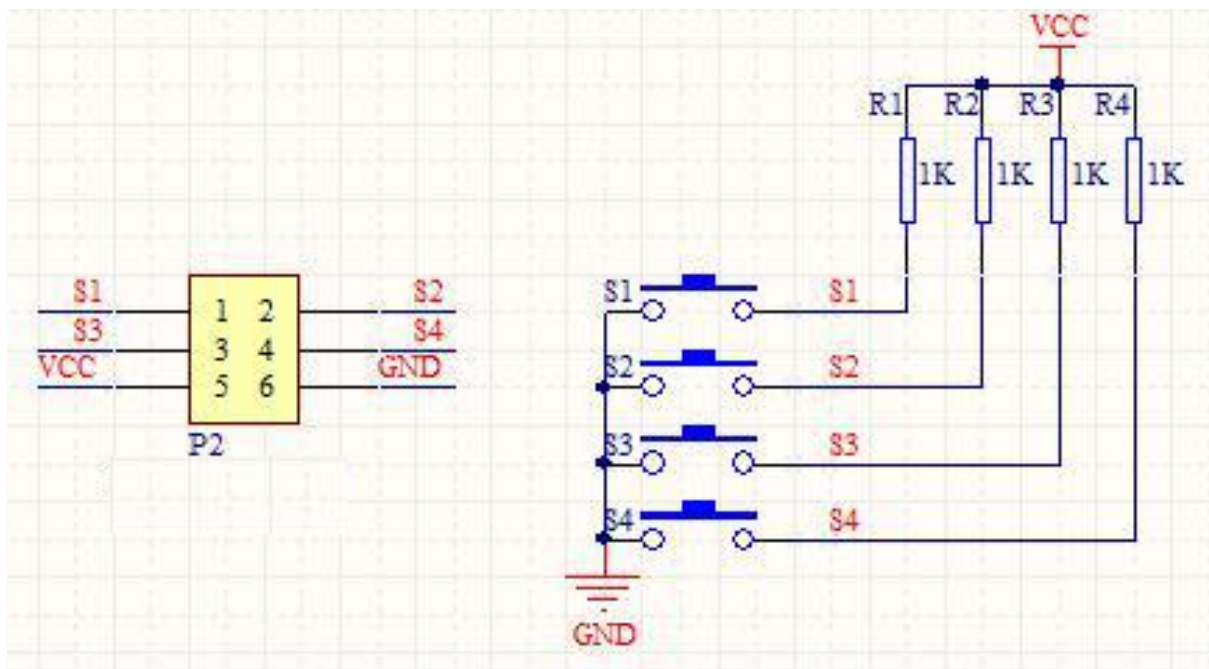 VCC
R1 R2 R3 R4
1K 1K 1K 1K
S1 S2
1 2
S3 S4
3 4
VCC GND
5 6
P2
S1 S1
S2 S2
S3 S3
S4 S4
GND